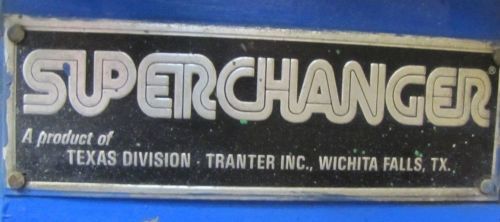 SUPERCHANGER
A product of
TEXAS DIVISION · TRANTER INC., WICHITA FALLS, TX.